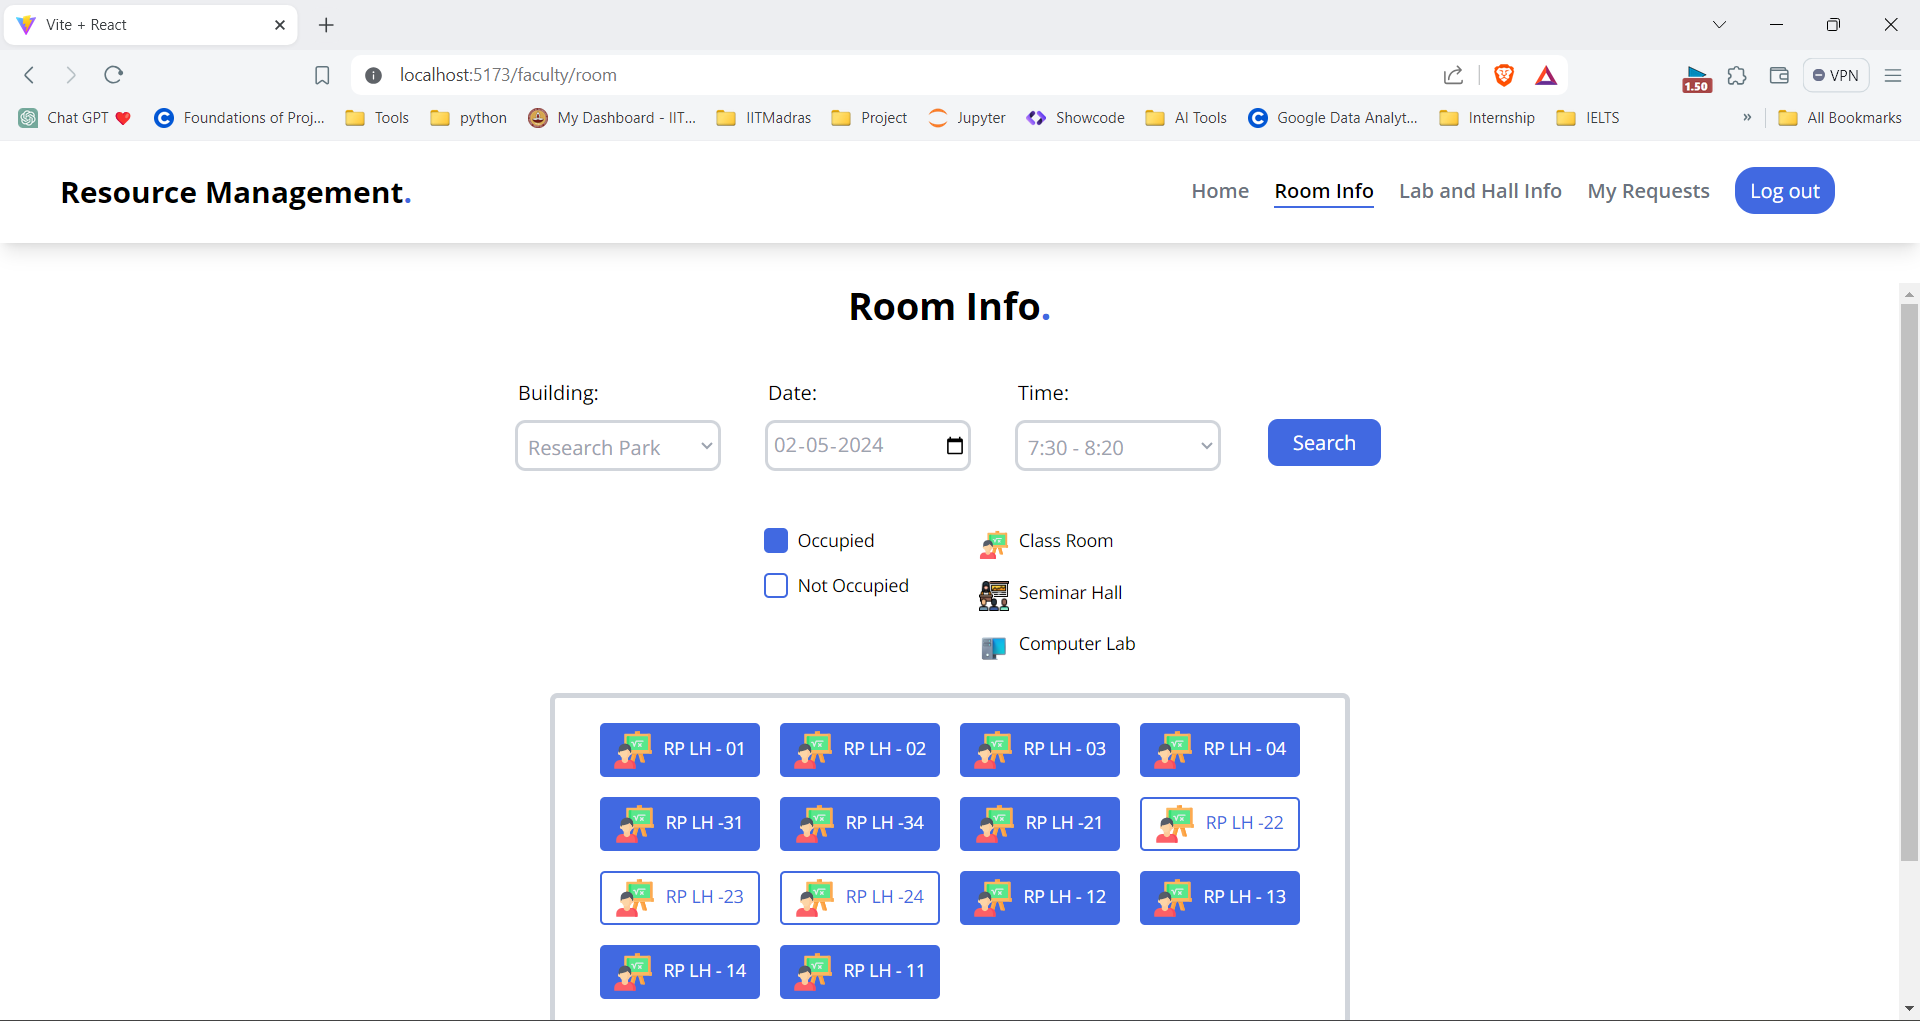 Vite + React
localhost:5173/faculty/room
1.50
VPN
Chat GPT ❤️ Foundations of Proj... Tools python My Dashboard - IIT... IITMadras Project Jupyter Showcode AI Tools Google Data Analyt... Internship IELTS » All Bookmarks
Resource Management. Home Room Info Lab and Hall Info My Requests Log out
Room Info.
Building: Date: Time:
Research Park 02-05-2024 7:30 - 8:20 Search
Occupied Class Room
Not Occupied Seminar Hall
Computer Lab
RP LH - 01 RP LH - 02 RP LH - 03 RP LH - 04
RP LH -31 RP LH -34 RP LH -21 RP LH -22
RP LH -23 RP LH -24 RP LH - 12 RP LH - 13
RP LH - 14 RP LH - 11